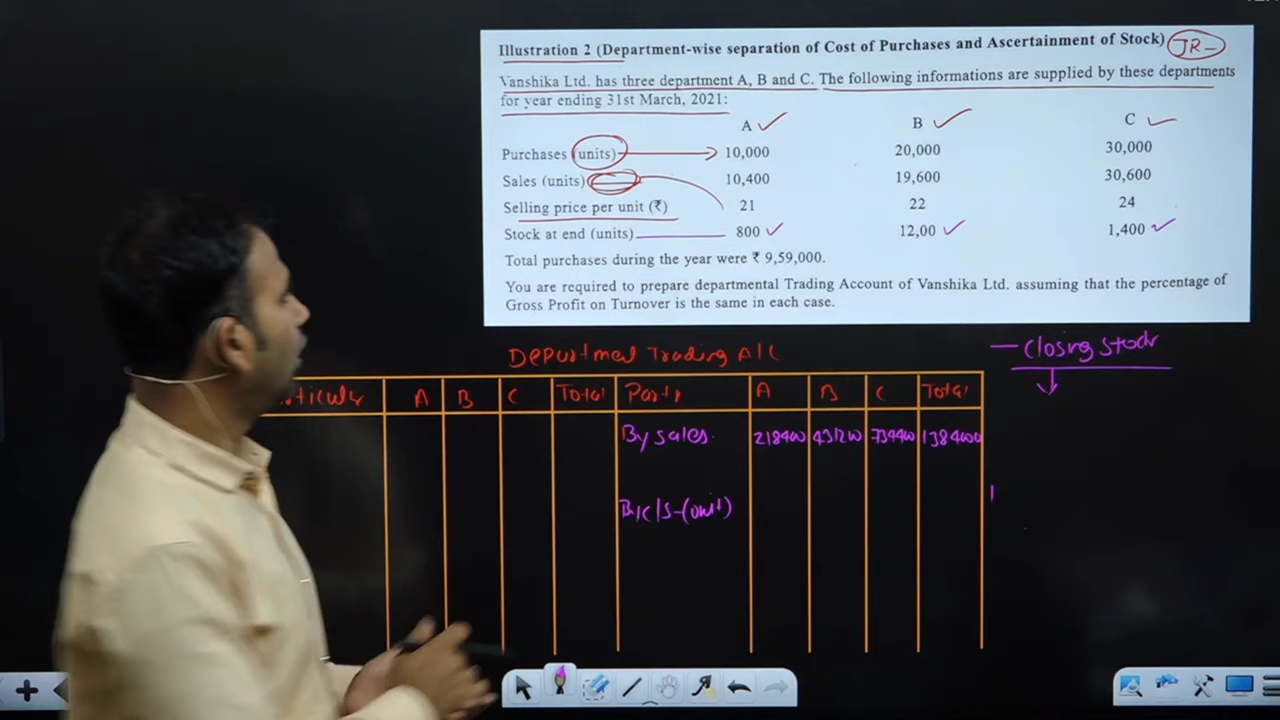 Illustration 2 (Department-wise separation of Cost of Purchases and Ascertainment of Stock) JR
Vanshika Ltd. has three department A, B and C. The following informations are supplied by these departments
for year ending 31st March, 2021:
A B C
Purchases (units) 10,000 20,000 30,000
Sales (units) 10,400 19,600 30,600
Selling price per unit (₹) 21 22 24
Stock at end (units) 800 12,00 1,400
Total purchases during the year were ₹ 9,59,000.
You are required to prepare departmental Trading Account of Vanshika Ltd. assuming that the percentage of
Gross Profit on Turnover is the same in each case.
Departmed Trading A/C
- Closing Stock
A B C Total A B C Total
By sales. 218400 431200 734400 1384000
By C/S-(unit)